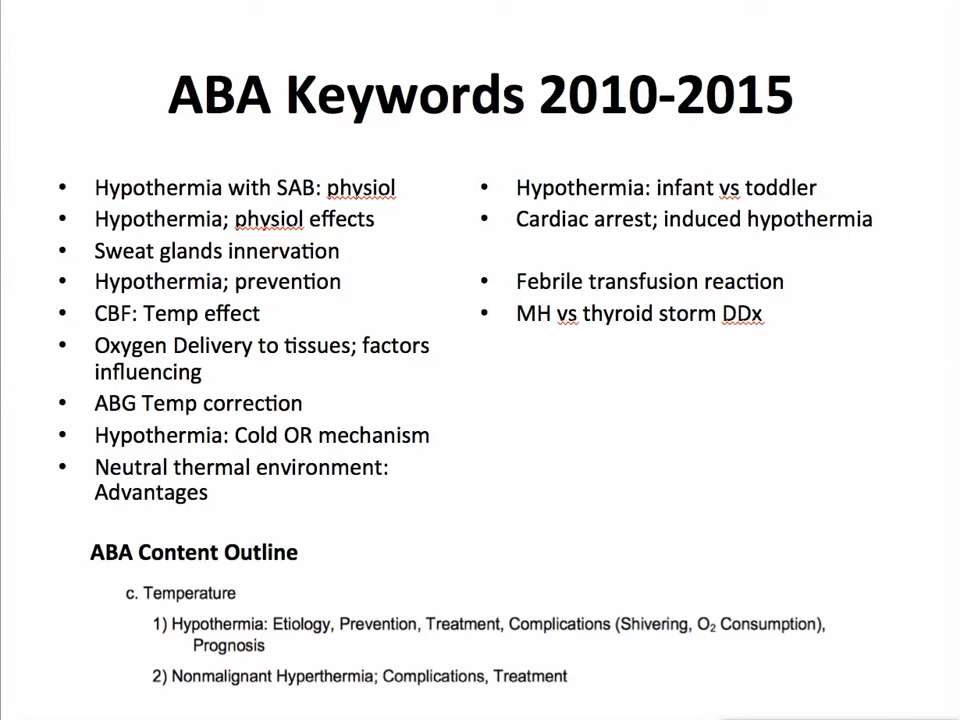 ABA Keywords 2010-2015
• Hypothermia with SAB: physiol
• Hypothermia; physiol effects
• Sweat glands innervation
• Hypothermia; prevention
• CBF: Temp effect
• Oxygen Delivery to tissues; factors
influencing
• ABG Temp correction
• Hypothermia: Cold OR mechanism
• Neutral thermal environment:
Advantages
• Hypothermia: infant vs toddler
• Cardiac arrest; induced hypothermia
• Febrile transfusion reaction
• MH vs thyroid storm DDx
ABA Content Outline
c. Temperature
1) Hypothermia: Etiology, Prevention, Treatment, Complications (Shivering, O₂ Consumption),
Prognosis
2) Nonmalignant Hyperthermia; Complications, Treatment